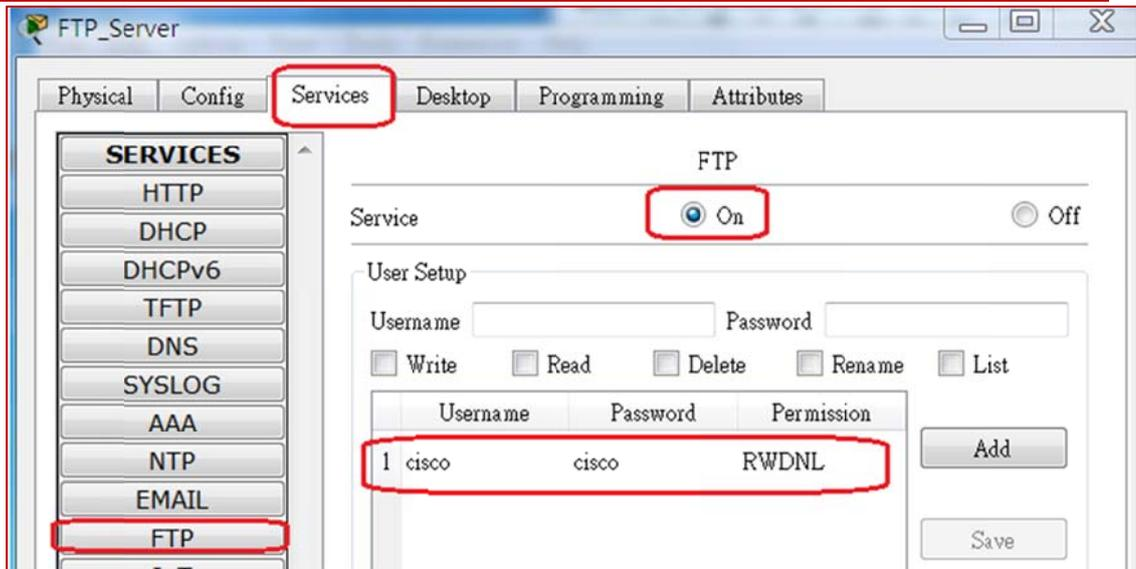 FTP_Server
Physical Config Services Desktop Programming Attributes
SERVICES
HTTP
DHCP
DHCPv6
TFTP
DNS
SYSLOG
AAA
NTP
EMAIL
FTP
FTP
Service On Off
User Setup
Username Password
Write Read Delete Rename List
Username Password Permission
1 cisco cisco RWDNL
Add
Save